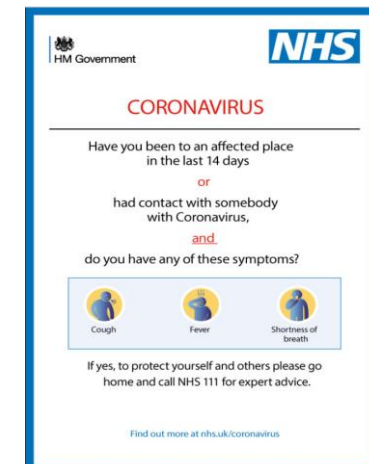 HM Government
NHS
CORONAVIRUS
Have you been to an affected place
in the last 14 days
or
had contact with somebody
with Coronavirus,
and
do you have any of these symptoms?
Cough
Fever
Shortness of
breath
If yes, to protect yourself and others please go
home and call NHS 111 for expert advice.
Find out more at nhs.uk/coronavirus